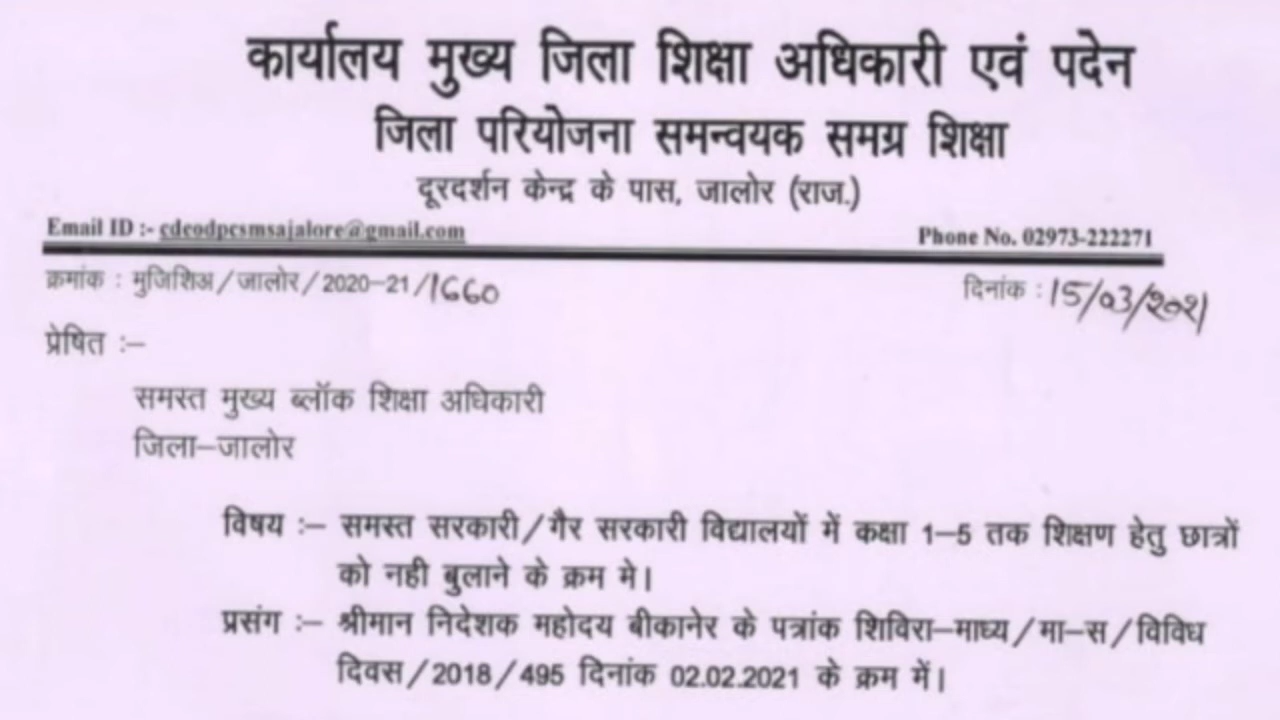 कार्यालय मुख्य जिला शिक्षा अधिकारी एवं पदेन
जिला परियोजना समन्वयक समग्र शिक्षा
दूरदर्शन केन्द्र के पास, जालोर (राज.)
Email ID :- cdeodpcsmsajalore@gmail.com Phone No. 02973-222271
क्रमांक : मुजिशिअ/जालोर/2020-21/1660 दिनांक : 15/03/2021
प्रेषित :-
समस्त मुख्य ब्लॉक शिक्षा अधिकारी
जिला-जालोर
विषय :- समस्त सरकारी/गैर सरकारी विद्यालयों में कक्षा 1-5 तक शिक्षण हेतु छात्रों
को नही बुलाने के क्रम मे।
प्रसंग :- श्रीमान निदेशक महोदय बीकानेर के पत्रांक शिविरा-माध्य/मा-स/विविध
दिवस/2018/495 दिनांक 02.02.2021 के क्रम में।